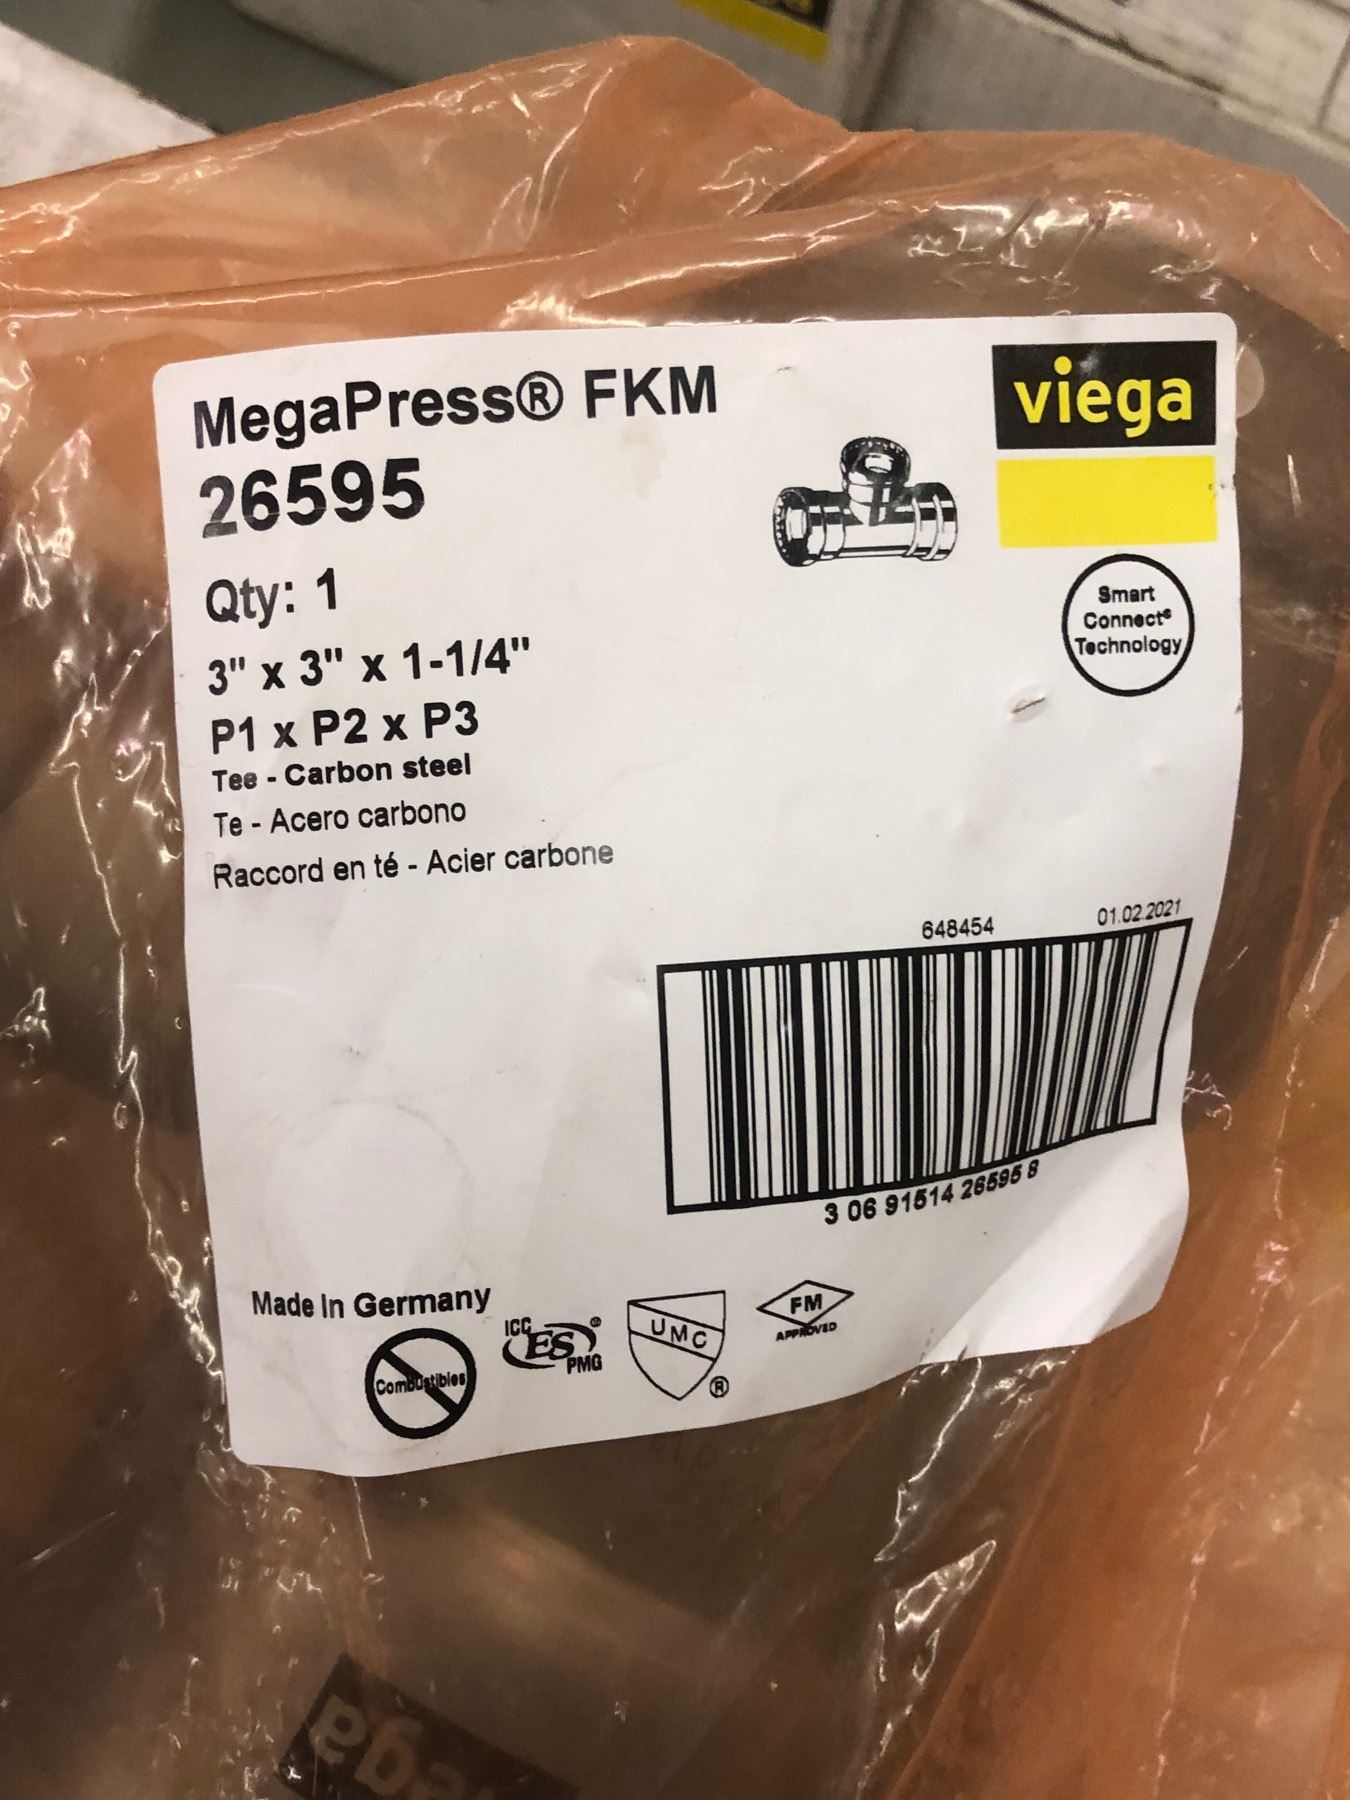 MegaPress® FKM
viega
26595
Qty: 1
3" x 3" x 1-1/4"
P1 x P2 x P3
Tee - Carbon steel
Te - Acero carbono
Raccord en té - Acier carbone
Smart
Connect®
Technology
648454
01.02.2021
3 06 91514 26595 8
Made In Germany
Combustibles
ICC
ES®
PMG
UMC
®
FM
APPROVED